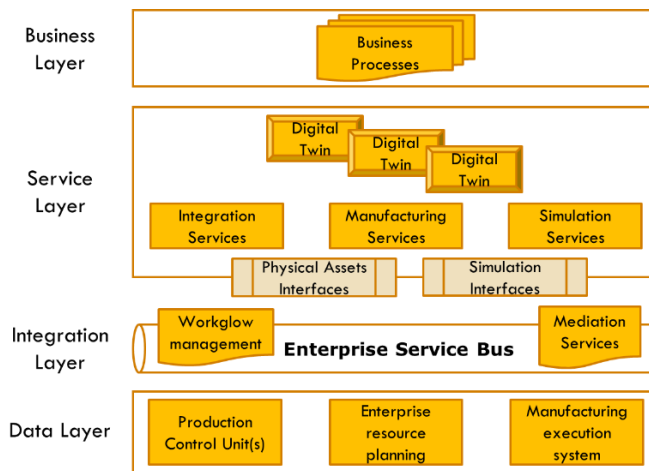 Business
Layer
Business
Processes
Service
Layer
Digital
Twin
Digital
Twin
Digital
Twin
Integration
Services
Manufacturing
Services
Simulation
Services
Physical Assets
Interfaces
Simulation
Interfaces
Integration
Layer
Workglow
management
Enterprise Service Bus
Mediation
Services
Data Layer
Production
Control Unit(s)
Enterprise
resource
planning
Manufacturing
execution
system